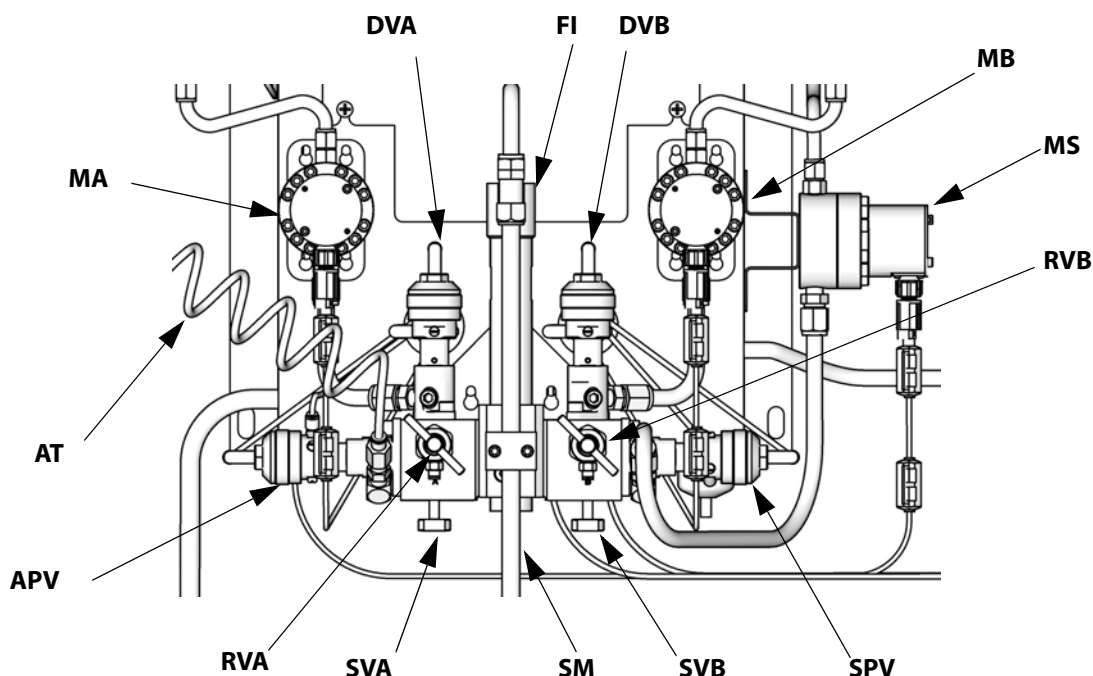 DVA FI DVB
MB
MS
MA
RVB
AT
APV
RVA SVA SM SVB SPV